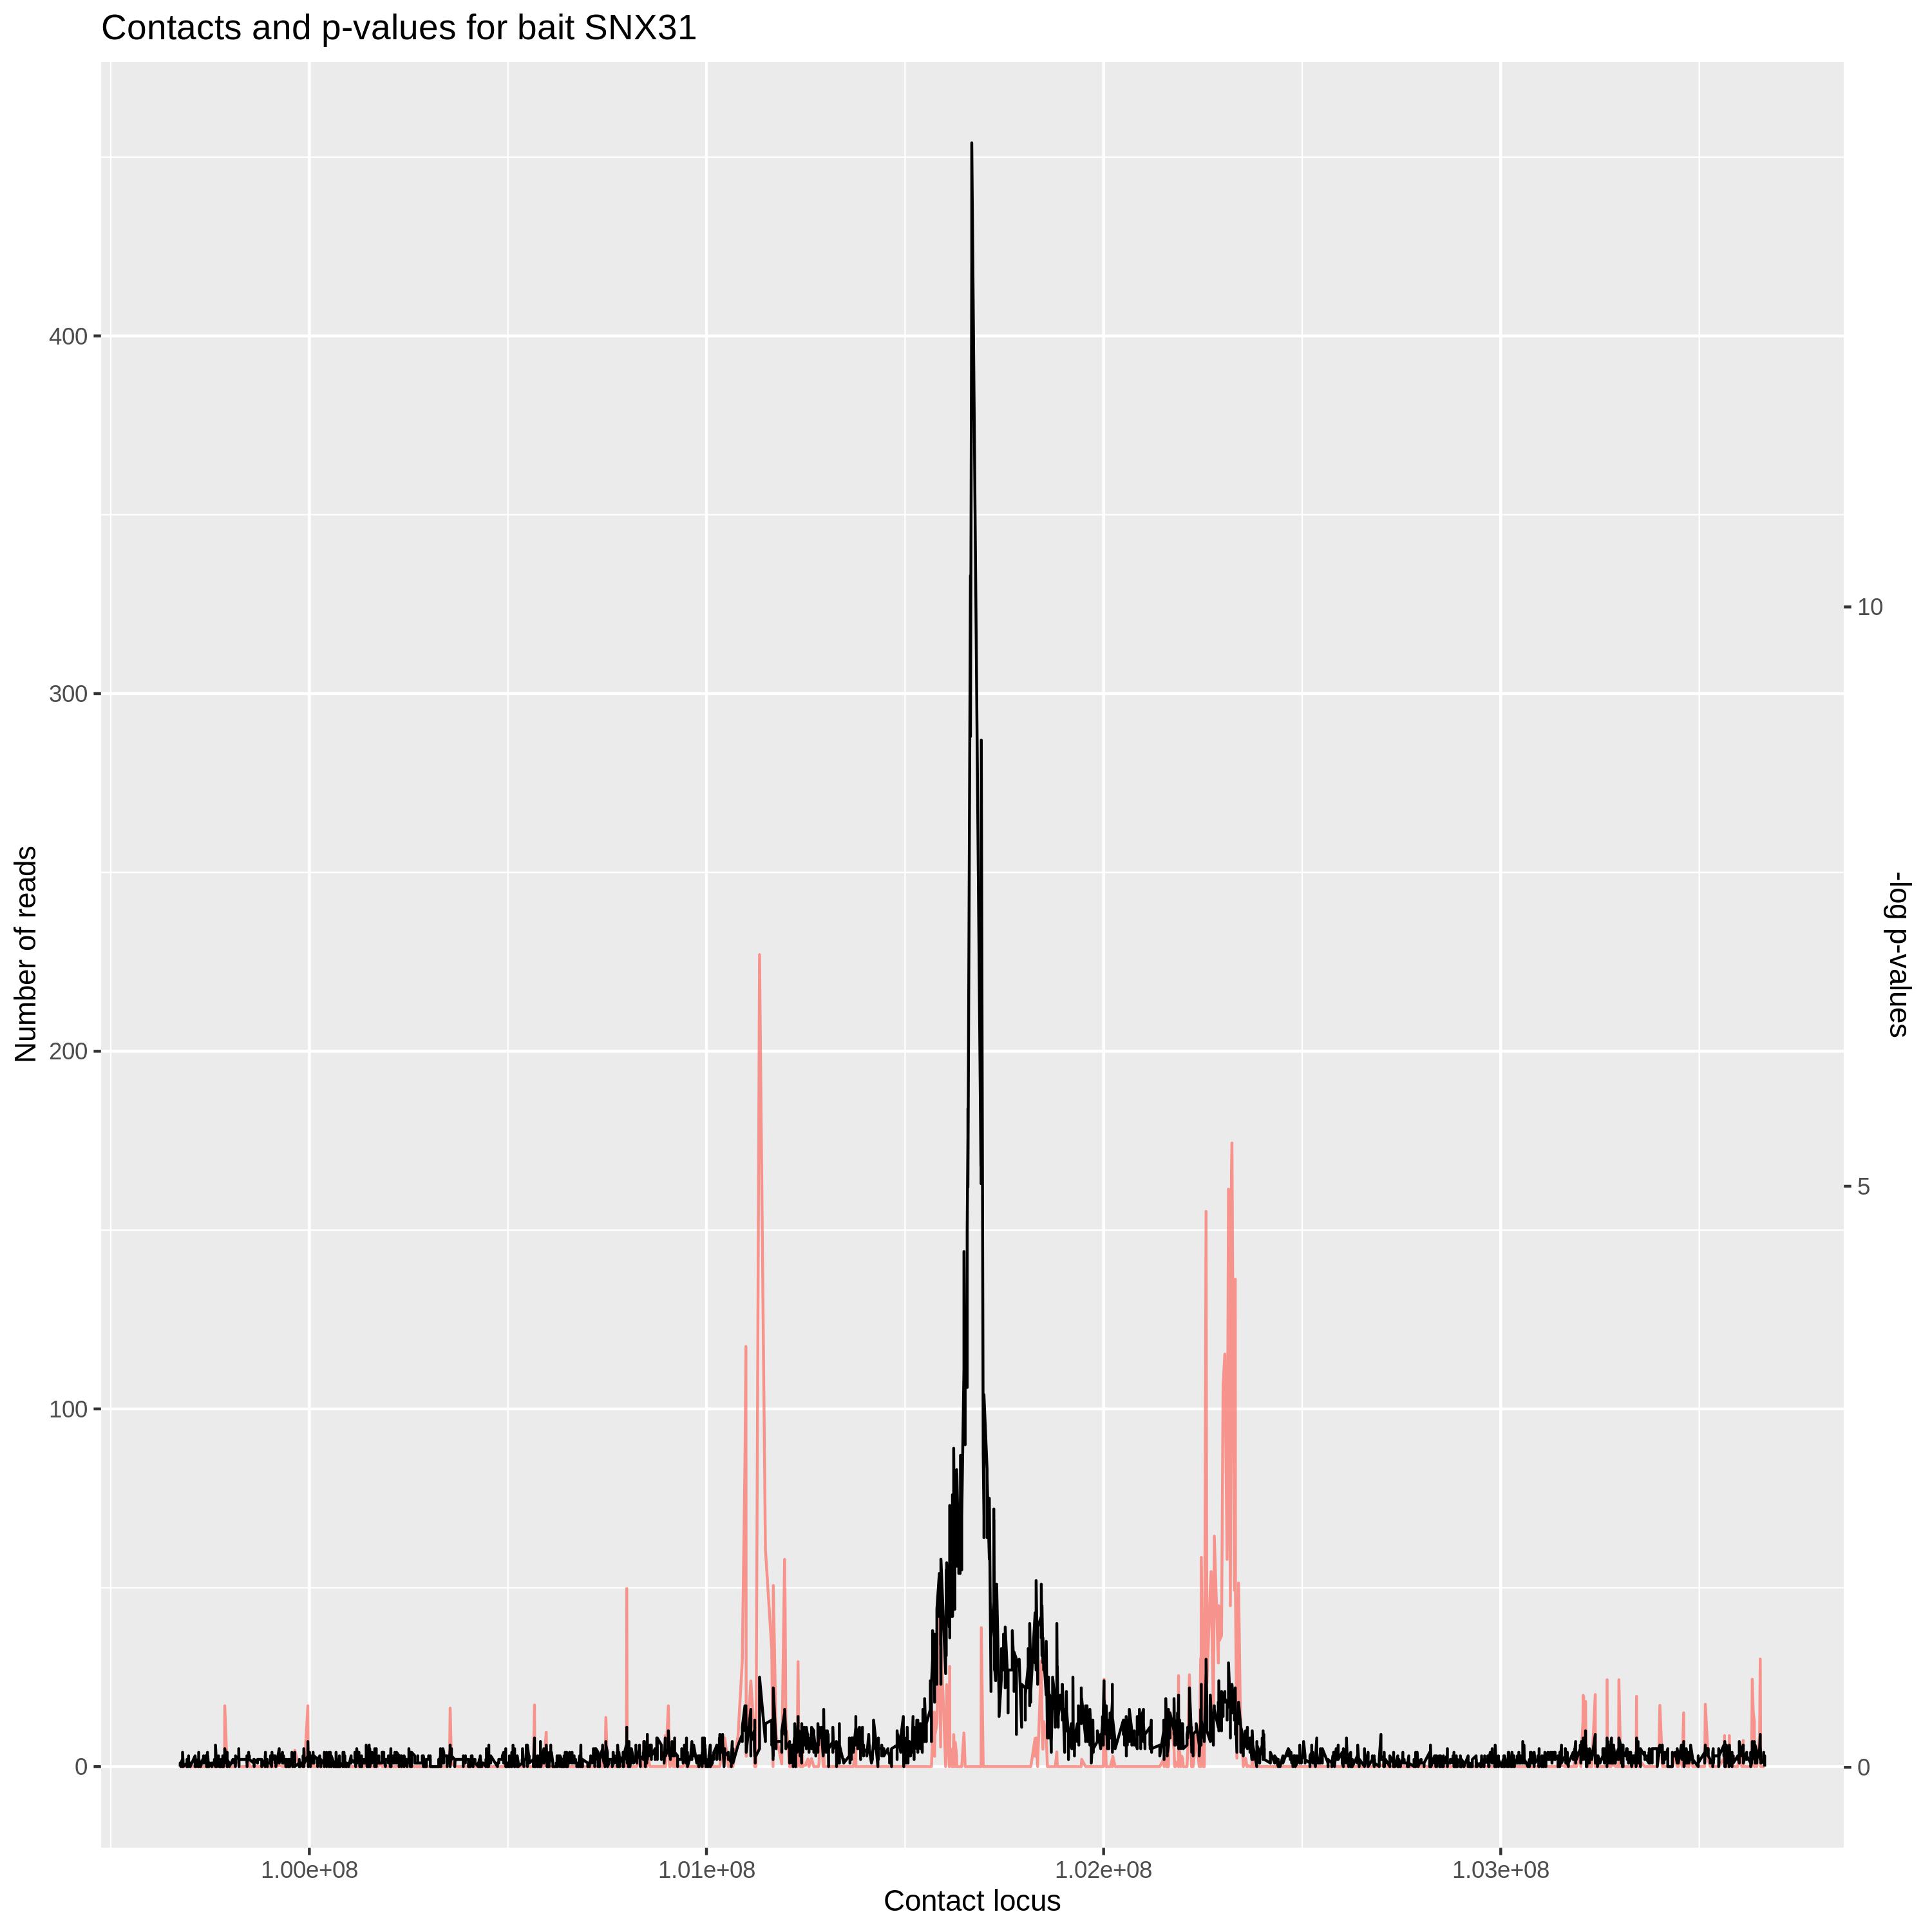 Contacts and p-values for bait SNX31
400
300
200
100
0
Number of reads
10
5
0
-log p-values
1.00e+08
1.01e+08
1.02e+08
1.03e+08
Contact locus